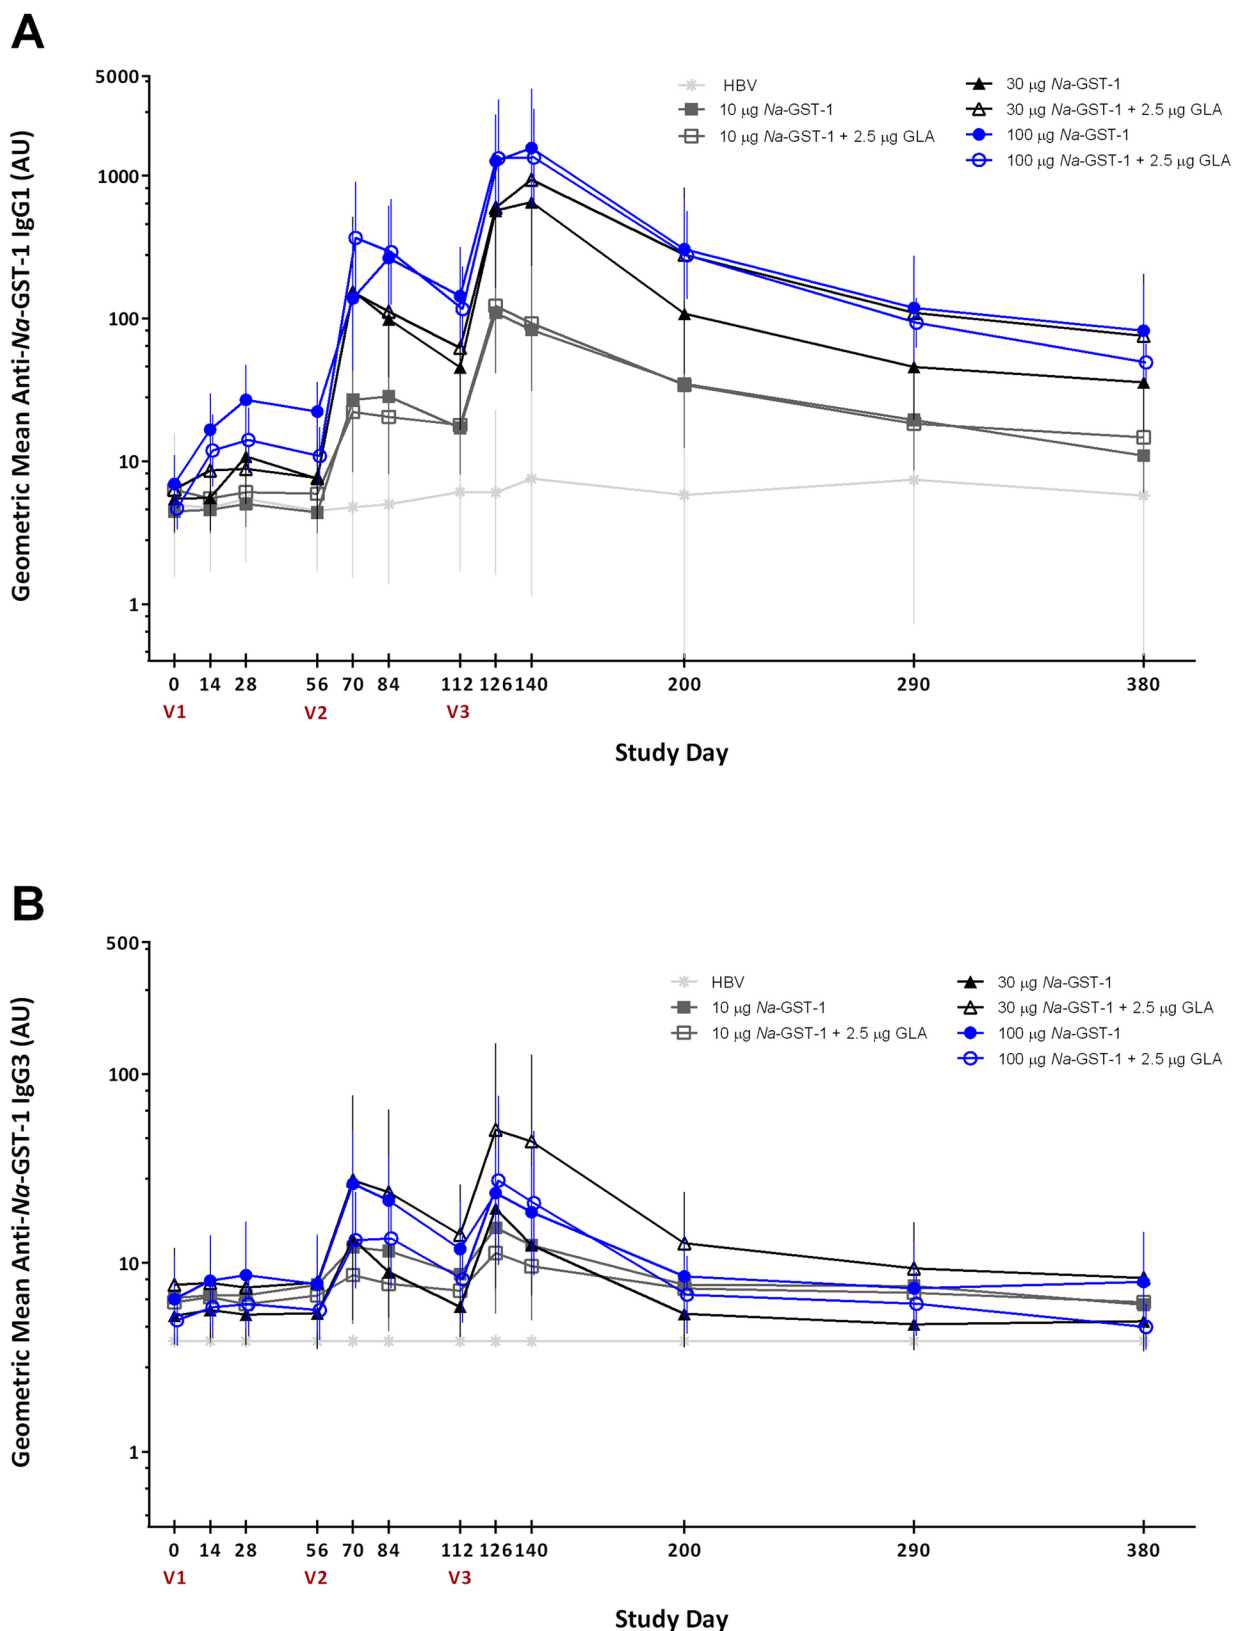 A
Geometric Mean Anti-Na-GST-1 IgG1 (AU)
5000
1000
100
10
1
HBV
10 µg Na-GST-1
10 µg Na-GST-1 + 2.5 µg GLA
30 µg Na-GST-1
30 µg Na-GST-1 + 2.5 µg GLA
100 µg Na-GST-1
100 µg Na-GST-1 + 2.5 µg GLA
0 14 28 56 70 84 112 126 140 200 290 380
V1 V2 V3
Study Day
B
Geometric Mean Anti-Na-GST-1 IgG3 (AU)
500
100
10
1
HBV
10 µg Na-GST-1
10 µg Na-GST-1 + 2.5 µg GLA
30 µg Na-GST-1
30 µg Na-GST-1 + 2.5 µg GLA
100 µg Na-GST-1
100 µg Na-GST-1 + 2.5 µg GLA
0 14 28 56 70 84 112 126 140 200 290 380
V1 V2 V3
Study Day